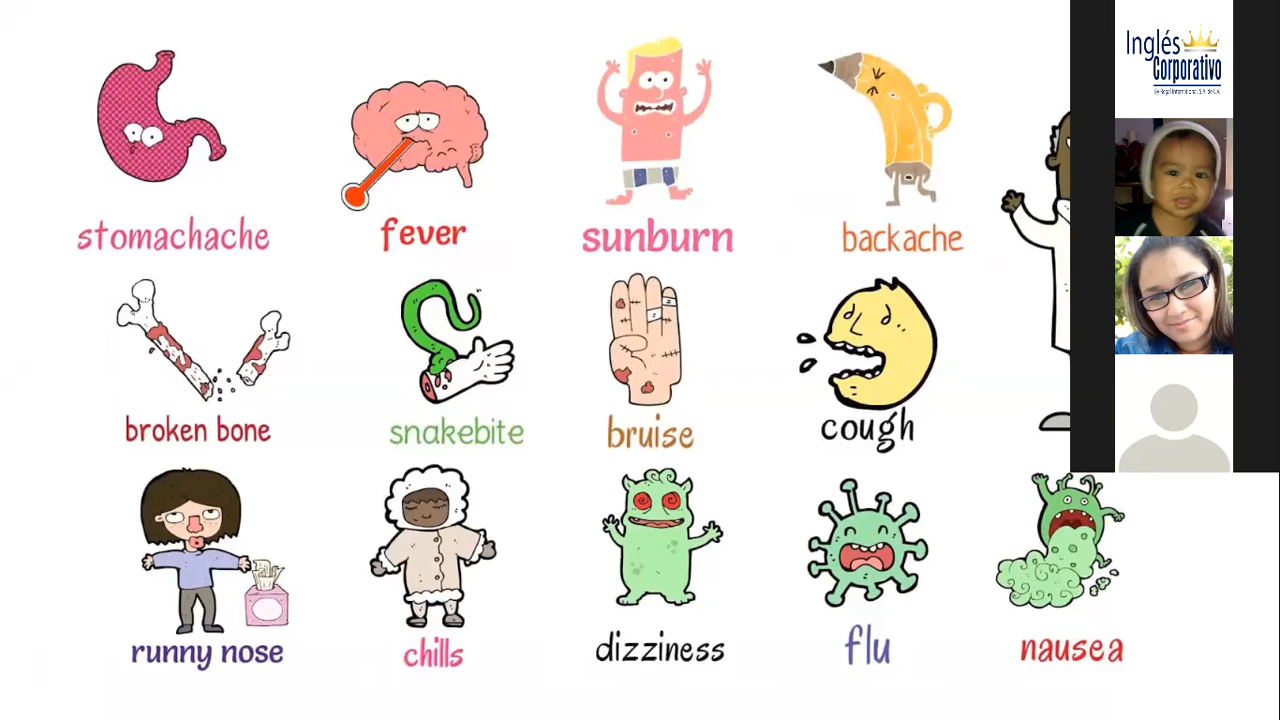 stomachache
fever
sunburn
backache
broken bone
snakebite
bruise
cough
runny nose
chills
dizziness
flu
nausea
Inglés
Corporativo